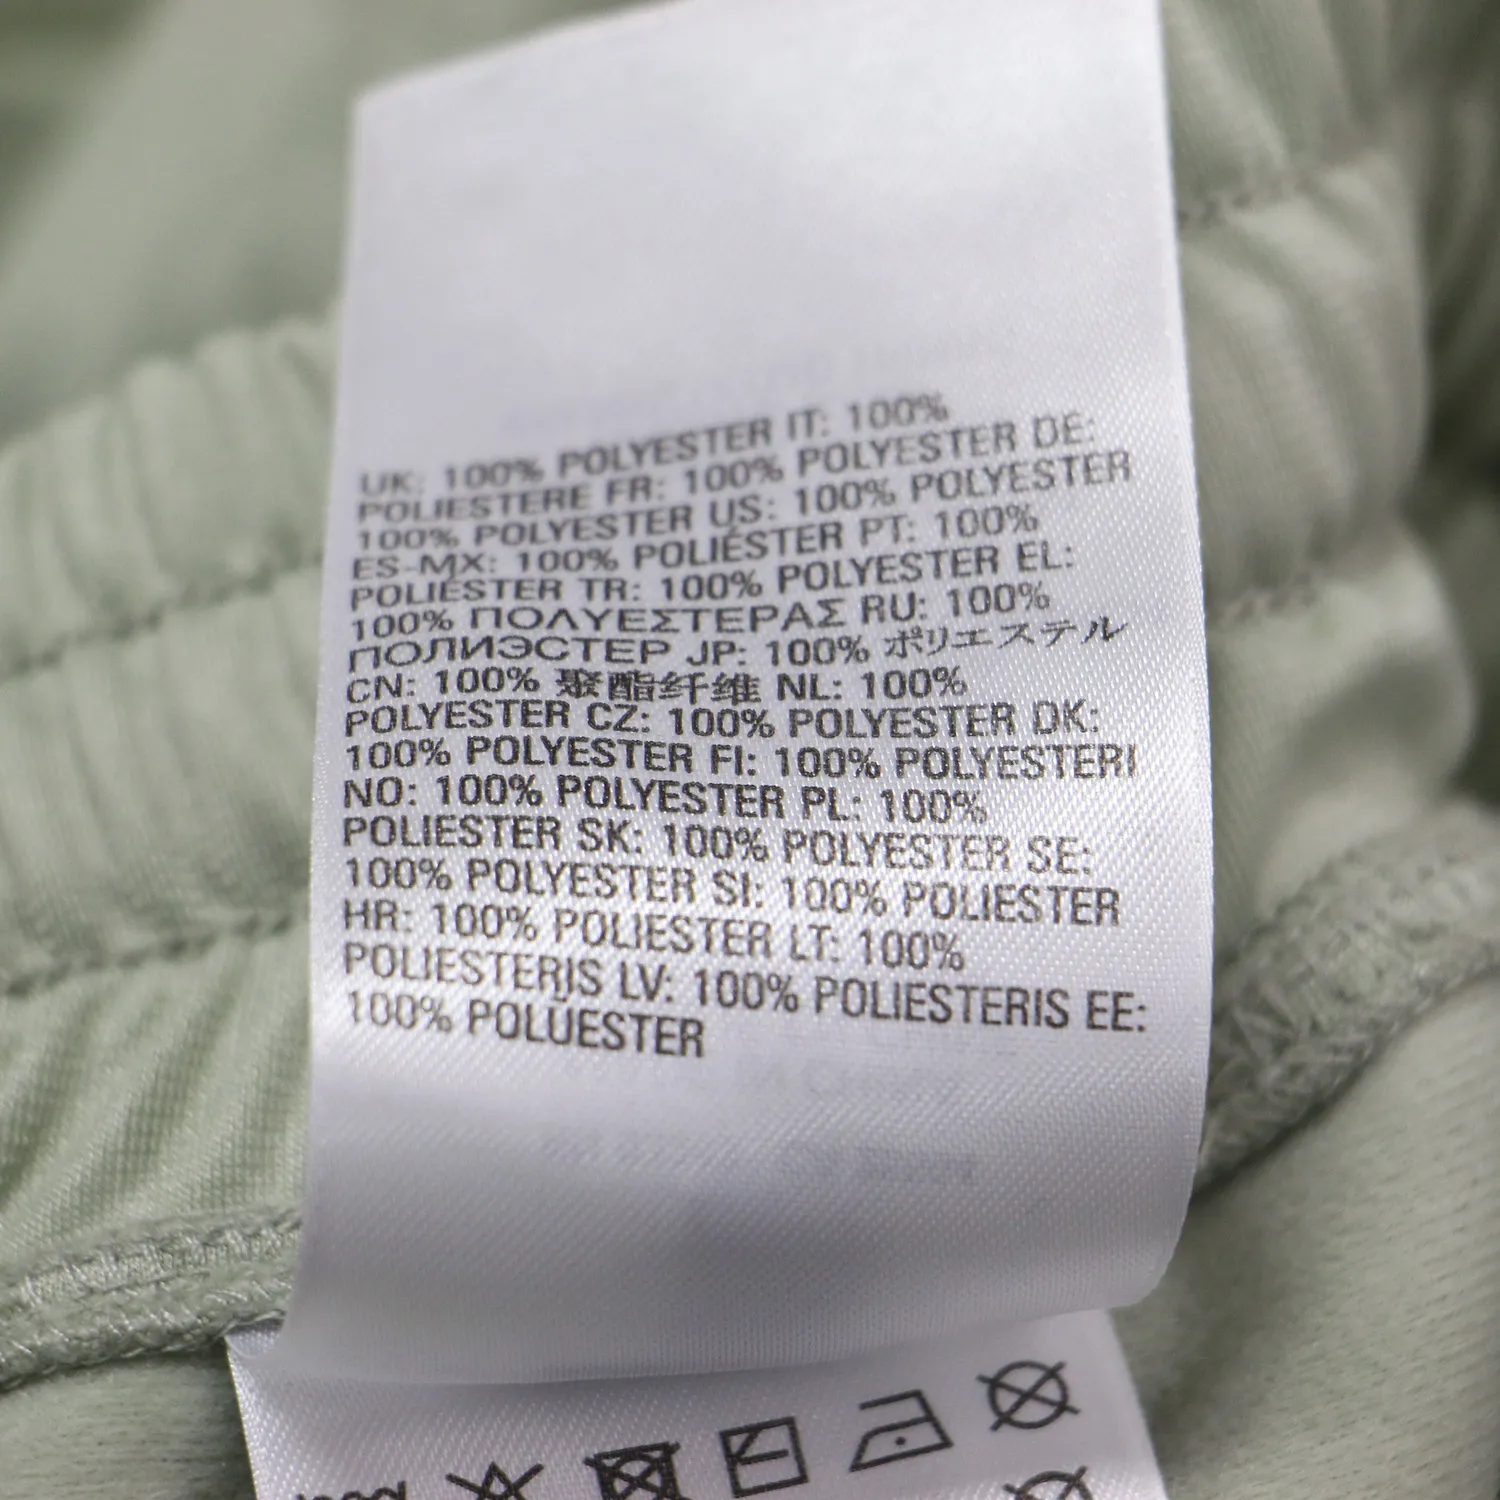 UK: 100% POLYESTER IT: 100%
POLIESTERE FR: 100% POLYESTER DE:
100% POLYESTER US: 100% POLYESTER
ES-MX: 100% POLIÉSTER PT: 100%
POLIÉSTER TR: 100% POLYESTER EL:
100% ΠΟΛΥΕΣΤΕΡΑΣ RU: 100%
ПОЛИЭСТЕР JP: 100% ポリエステル
CN: 100% 聚酯纤维 NL: 100%
POLYESTER CZ: 100% POLYESTER DK:
100% POLYESTER FI: 100% POLYESTERI
NO: 100% POLYESTER PL: 100%
POLIESTER SK: 100% POLYESTER SE:
100% POLYESTER SI: 100% POLIESTER
HR: 100% POLIESTER LT: 100%
POLIESTERIS LV: 100% POLIESTERIS EE:
100% POLÜESTER